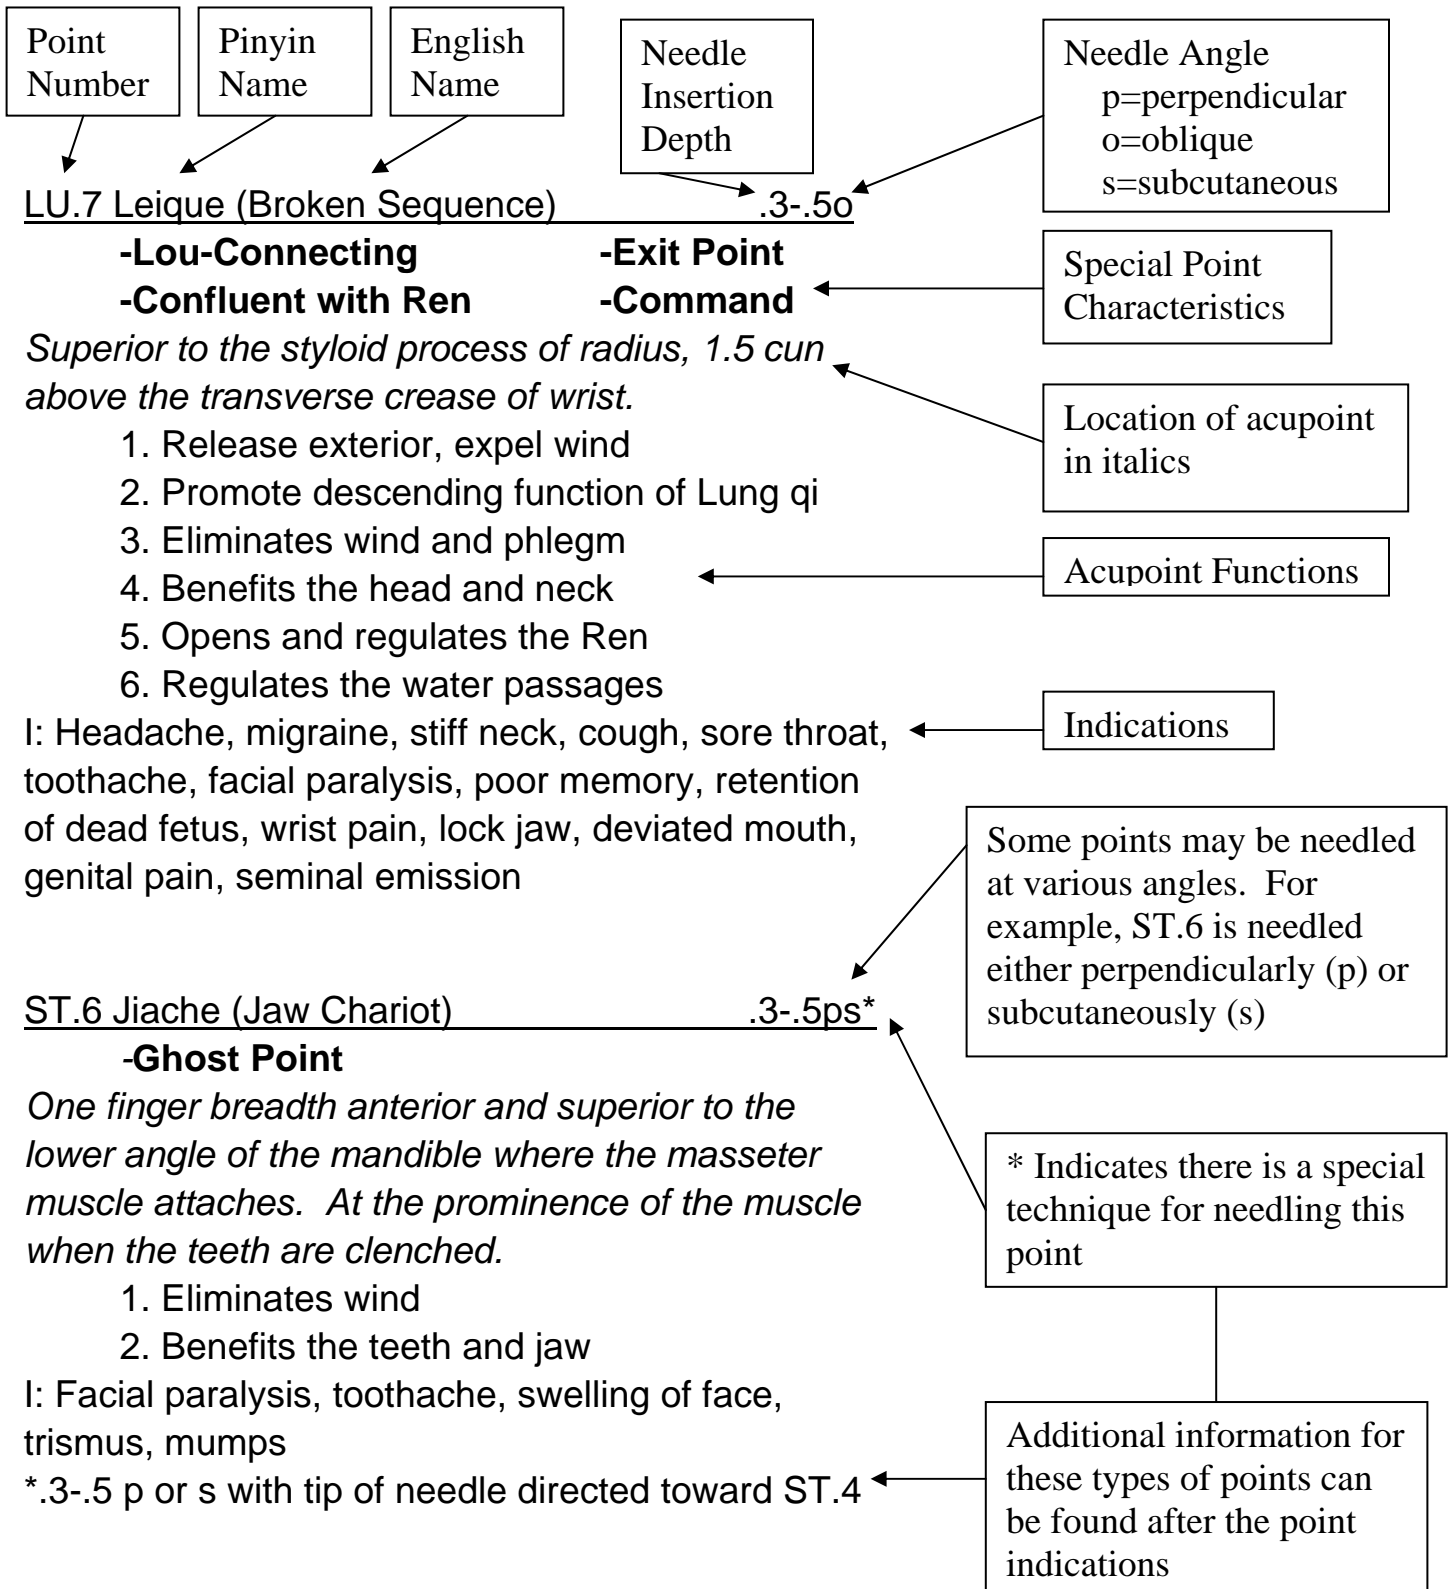 Point
Number
Pinyin
Name
English
Name
Needle
Insertion
Depth
Needle Angle
p=perpendicular
o=oblique
s=subcutaneous
LU.7 Leique (Broken Sequence) .3-.5o
-Lou-Connecting -Exit Point
-Confluent with Ren -Command
Special Point
Characteristics
Superior to the styloid process of radius, 1.5 cun
above the transverse crease of wrist.
Location of acupoint
in italics
1. Release exterior, expel wind
2. Promote descending function of Lung qi
3. Eliminates wind and phlegm
4. Benefits the head and neck
5. Opens and regulates the Ren
6. Regulates the water passages
Acupoint Functions
I: Headache, migraine, stiff neck, cough, sore throat,
toothache, facial paralysis, poor memory, retention
of dead fetus, wrist pain, lock jaw, deviated mouth,
genital pain, seminal emission
Indications
Some points may be needled
at various angles. For
example, ST.6 is needled
either perpendicularly (p) or
subcutaneously (s)
ST.6 Jiache (Jaw Chariot) .3-.5ps*
-Ghost Point
One finger breadth anterior and superior to the
lower angle of the mandible where the masseter
muscle attaches. At the prominence of the muscle
when the teeth are clenched.
* Indicates there is a special
technique for needling this
point
1. Eliminates wind
2. Benefits the teeth and jaw
I: Facial paralysis, toothache, swelling of face,
trismus, mumps
*.3-.5 p or s with tip of needle directed toward ST.4
Additional information for
these types of points can
be found after the point
indications